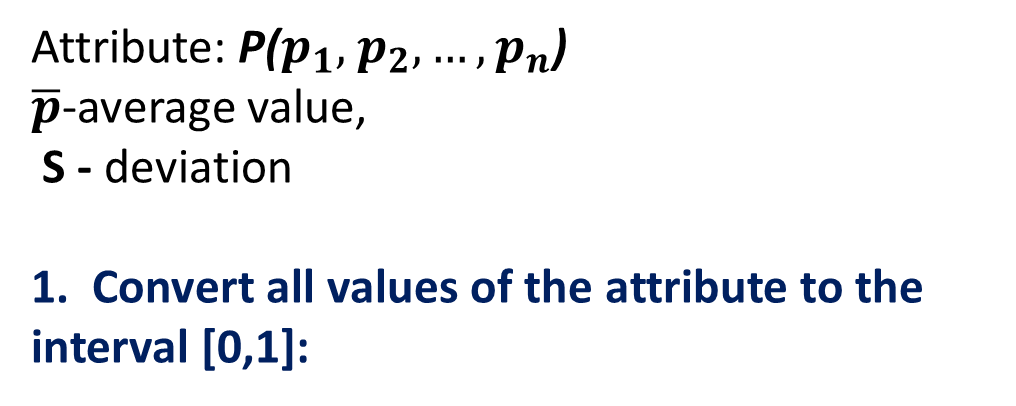 Attribute: P(p₁, p₂, … , pₙ)
p̅-average value,
S - deviation
1. Convert all values of the attribute to the
interval [0,1]: